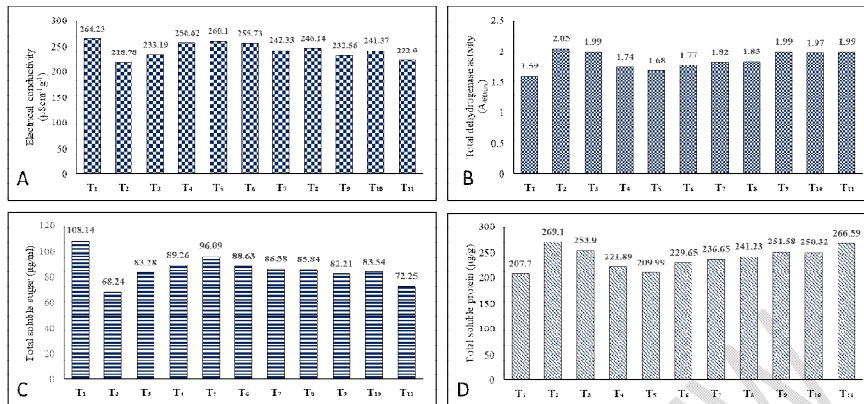 300
250
200
150
100
50
0
Electrical conductivity
(µScm⁻¹g⁻¹)
264.23 218.78 233.19 256.62 260.1 255.73 242.33 246.14 232.56 241.37 222.9
A
T₁ T₂ T₃ T₄ T₅ T₆ T₇ T₈ T₉ T₁₀ T₁₁
2.5
2
1.5
1
0.5
0
Total dehydrogenase activity
1.59 2.05 1.99 1.74 1.68 1.77 1.82 1.83 1.99 1.97 1.99
B
T₁ T₂ T₃ T₄ T₅ T₆ T₇ T₈ T₉ T₁₀ T₁₁
120
100
80
60
40
20
0
Total soluble sugar (µg/ml)
108.14 68.24 83.28 89.26 96.09 88.63 86.58 85.84 82.21 83.54 72.25
C
T₁ T₂ T₃ T₄ T₅ T₆ T₇ T₈ T₉ T₁₀ T₁₁
300
250
200
150
100
50
0
Total soluble protein (µg/g)
207.7 269.1 253.9 221.89 209.99 229.65 236.65 241.23 251.58 250.32 266.59
D
T₁ T₂ T₃ T₄ T₅ T₆ T₇ T₈ T₉ T₁₀ T₁₁